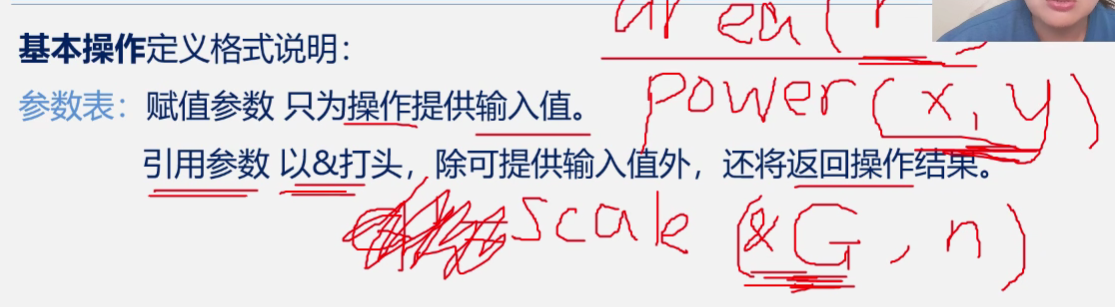 area(r
基本操作定义格式说明：
power(x,y)
参数表：赋值参数 只为操作提供输入值。
引用参数 以&打头，除可提供输入值外，还将返回操作结果。
scale (&G,n)